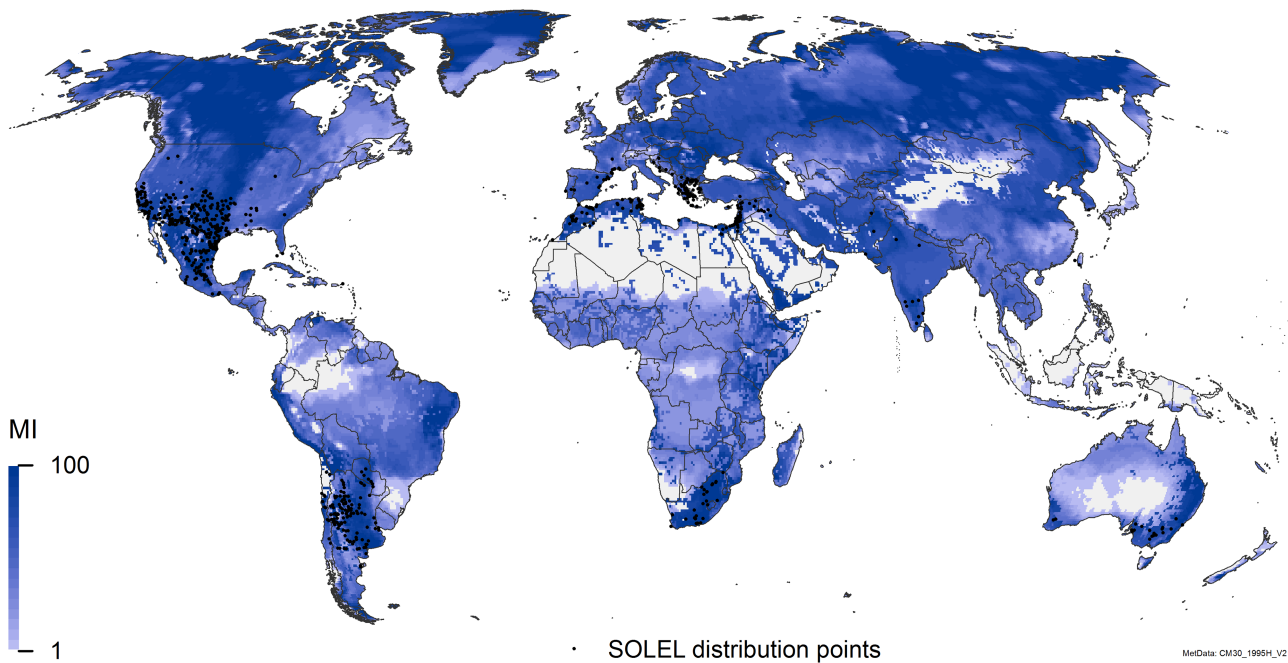 MI
100
1
SOLEL distribution points
MetData: CM30_1995H_V2